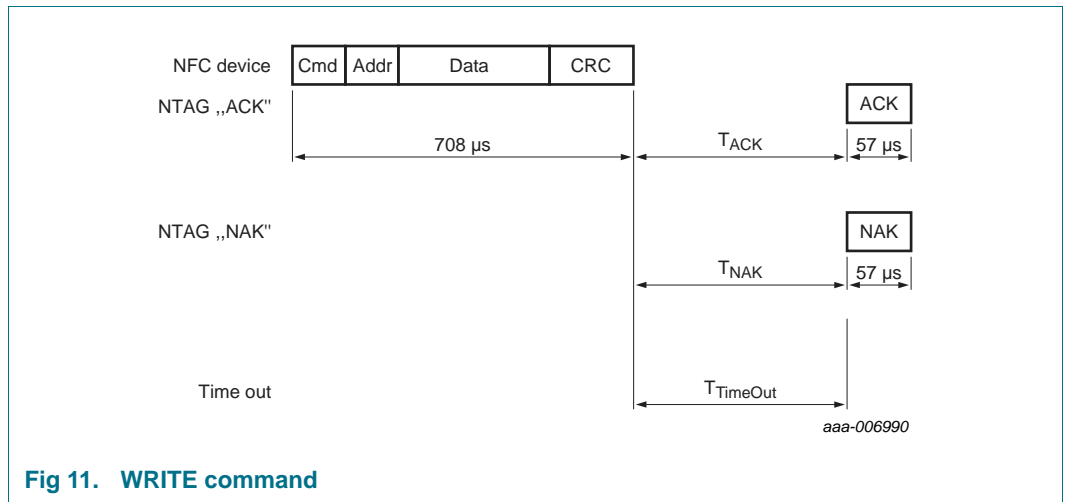 NFC device Cmd Addr Data CRC
NTAG ,,ACK" ACK
708 µs TACK 57 µs
NTAG ,,NAK" NAK
TNAK 57 µs
Time out TTimeOut
aaa-006990
Fig 11. WRITE command